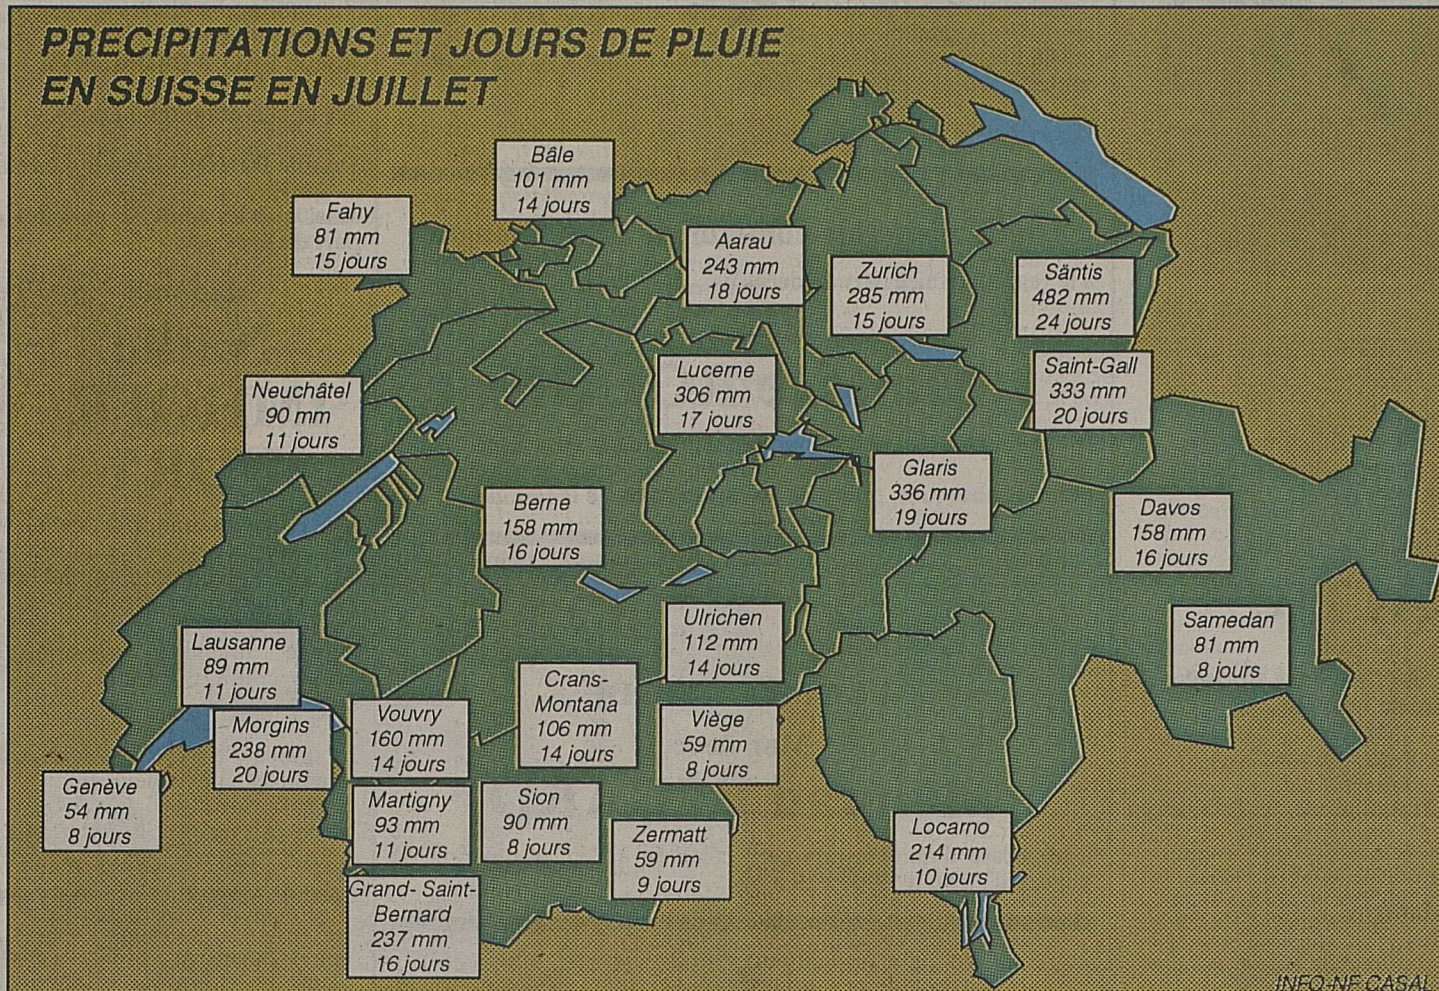 PRECIPITATIONS ET JOURS DE PLUIE
EN SUISSE EN JUILLET
Bâle
101 mm
14 jours
Fahy
81 mm
15 jours
Aarau
243 mm
18 jours
Zurich
285 mm
15 jours
Säntis
482 mm
24 jours
Neuchâtel
90 mm
11 jours
Lucerne
306 mm
17 jours
Saint-Gall
333 mm
20 jours
Berne
158 mm
16 jours
Glaris
336 mm
19 jours
Davos
158 mm
16 jours
Lausanne
89 mm
11 jours
Ulrichen
112 mm
14 jours
Samedan
81 mm
8 jours
Morgins
238 mm
20 jours
Vouvry
160 mm
14 jours
Crans-
Montana
106 mm
14 jours
Viège
59 mm
8 jours
Genève
54 mm
8 jours
Martigny
93 mm
11 jours
Sion
90 mm
8 jours
Zermatt
59 mm
9 jours
Locarno
214 mm
10 jours
Grand- Saint-
Bernard
237 mm
16 jours
INFO-NF CASAL